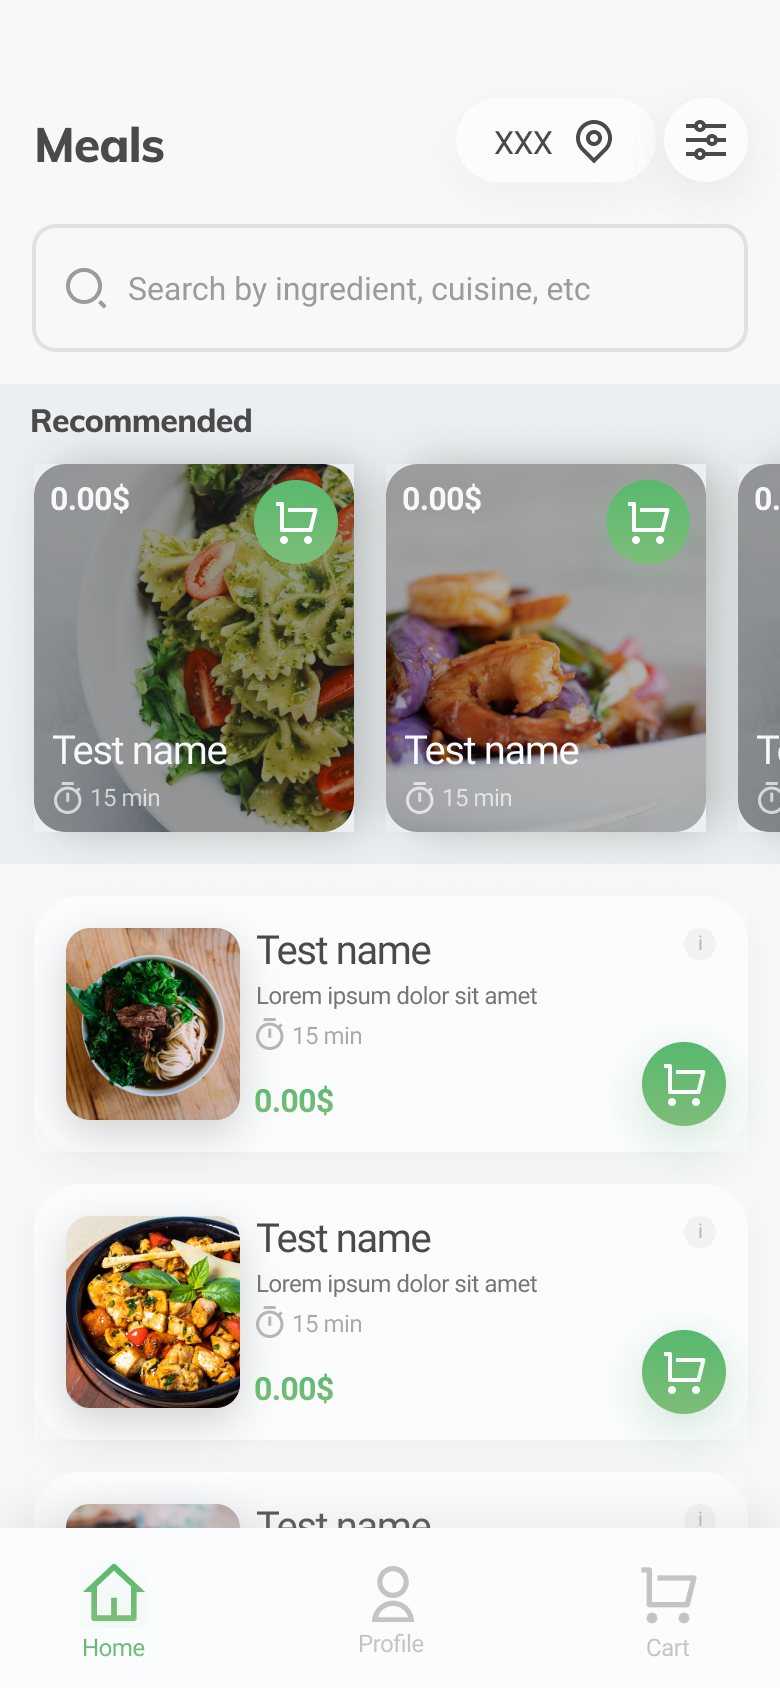 Meals
XXX
Search by ingredient, cuisine, etc
Recommended
0.00$
0.00$
0.
Test name
Test name
15 min
15 min
Test name
i
Lorem ipsum dolor sit amet
15 min
0.00$
Test name
i
Lorem ipsum dolor sit amet
15 min
0.00$
Test name
i
Home
Profile
Cart